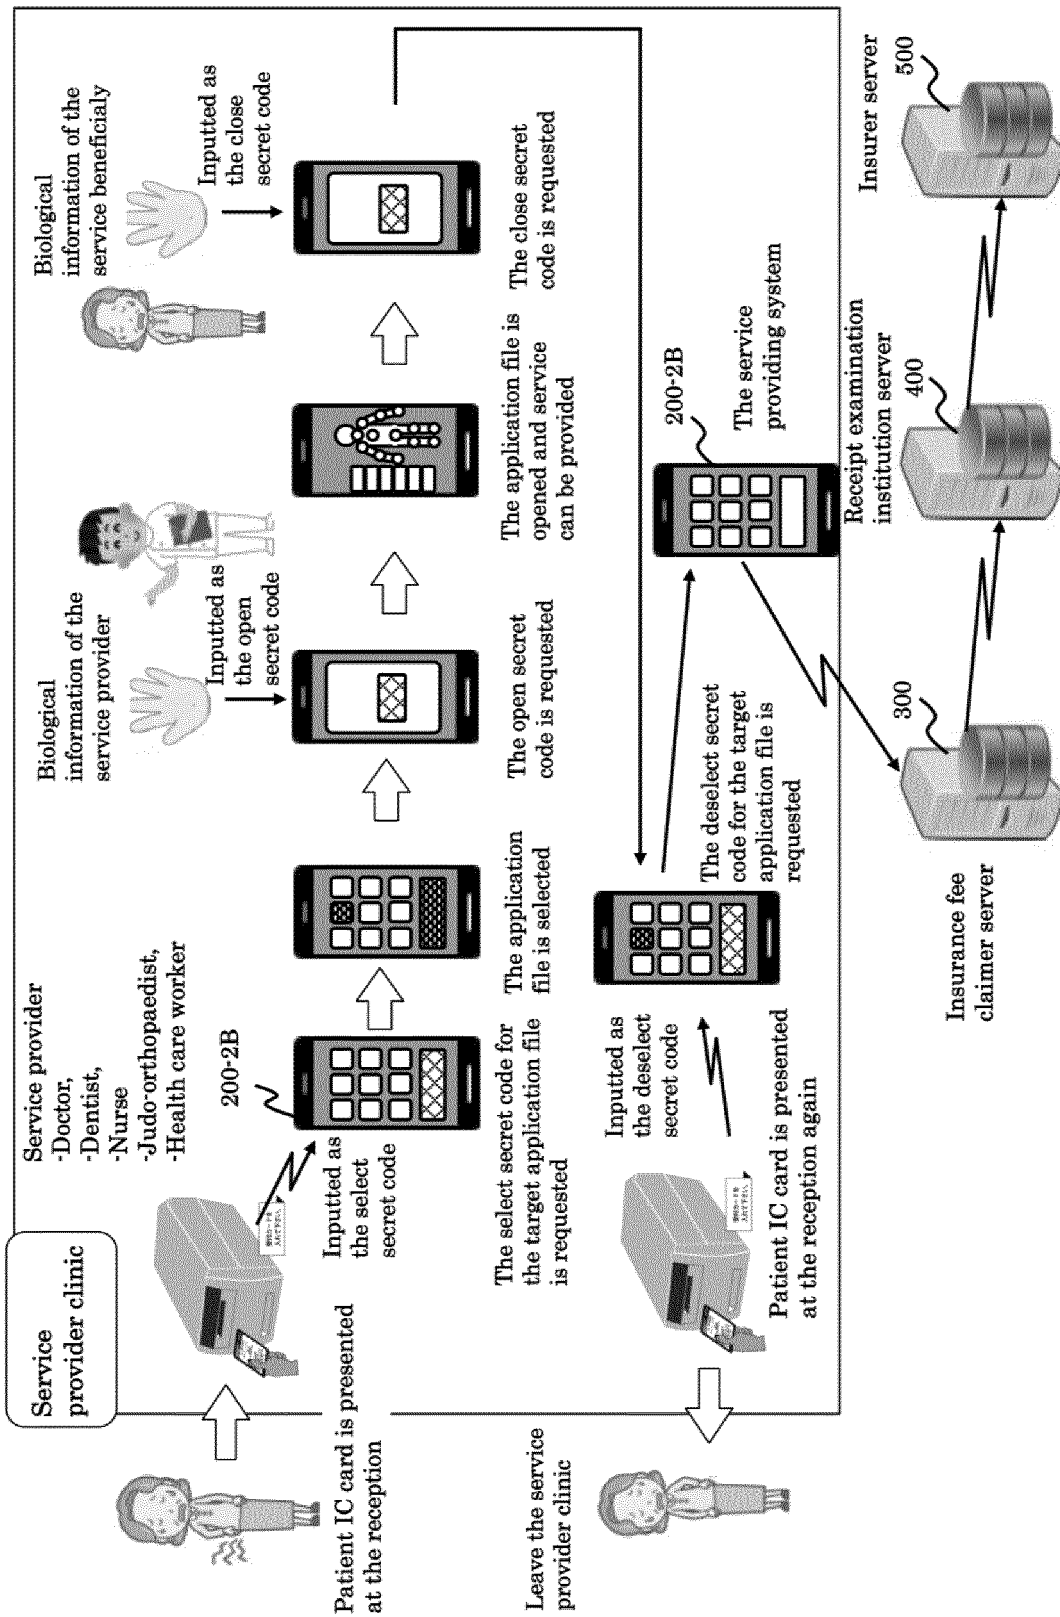 Service
provider clinic
Service provider
-Doctor,
-Dentist,
-Nurse
-Judo-orthopaedist,
-Health care worker
Patient IC card is presented
at the reception
Inputted as
the select
secret code
200-2B
The select secret code for
the target application file
is requested
The application
file is selected
Biological
information of the
service provider
Inputted as
the open
secret code
The open secret
code is requested
The application file is
opened and service
can be provided
Biological
information of the
service beneficialy
Inputted as
the close
secret code
The close secret
code is requested
Leave the service
provider clinic
Patient IC card is presented
at the reception again
Inputted as
the deselect
secret code
The deselect secret
code for the target
application file is
requested
200-2B
The service
providing system
Insurance fee
claimer server
300
Receipt examination
institution server
400
Insurer server
500